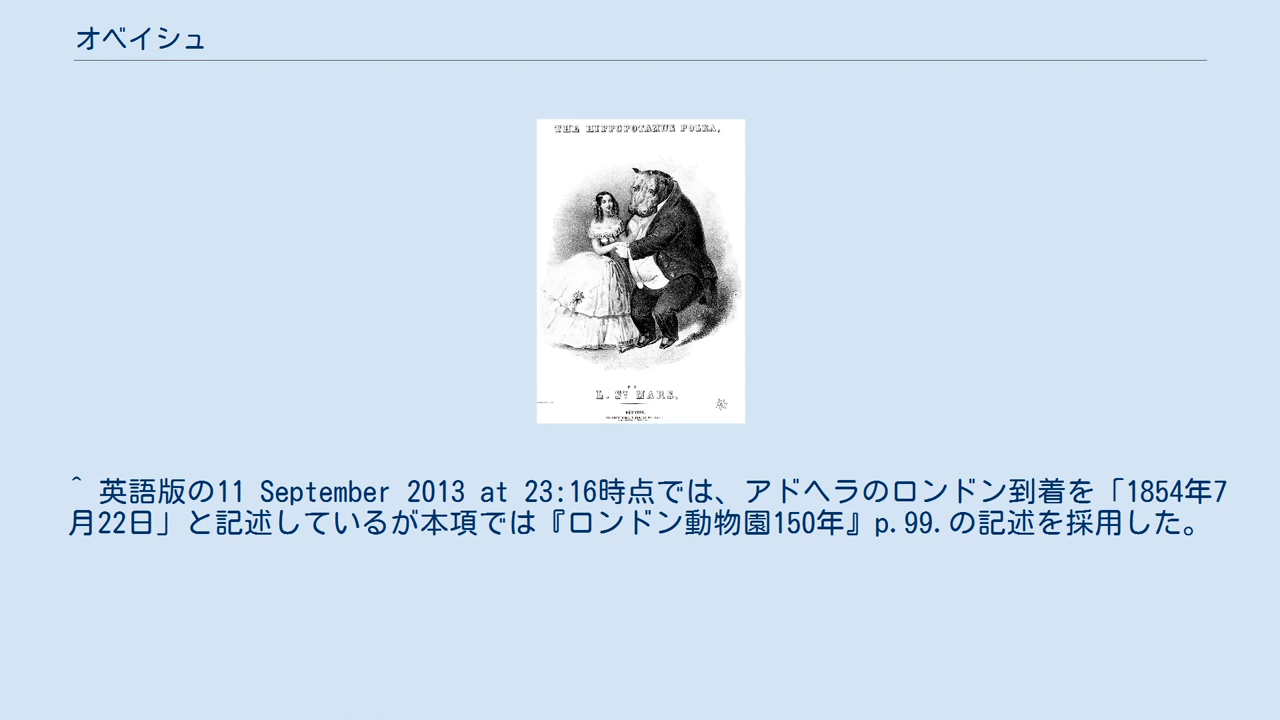 オベイシュ
THE HIPPOPOTAMUS POLKA,
BY
L. ST. MARS.
NEW YORK.
^ 英語版の11 September 2013 at 23:16時点では、アドヘラのロンドン到着を「1854年7
月22日」と記述しているが本項では『ロンドン動物園150年』p.99.の記述を採用した。